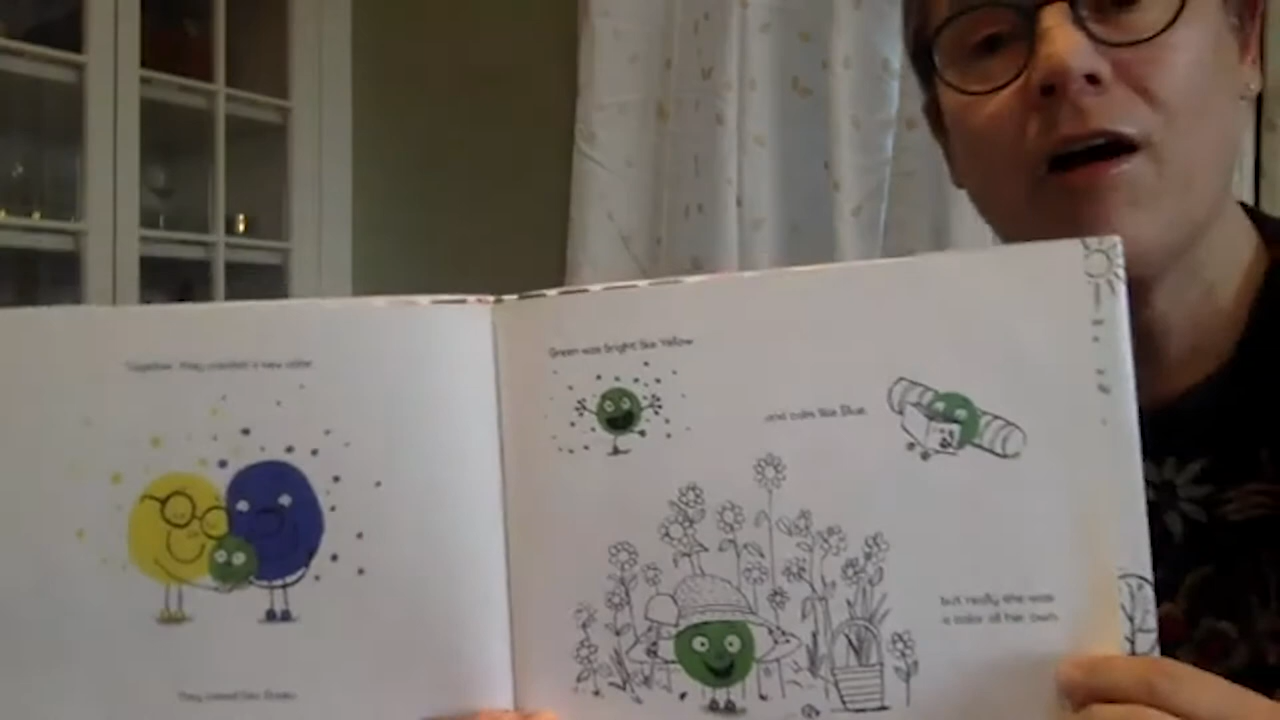 Together, they created a new color.
They named her Green.
Green was bright like Yellow
and calm like Blue.
but really she was
a color all her own.